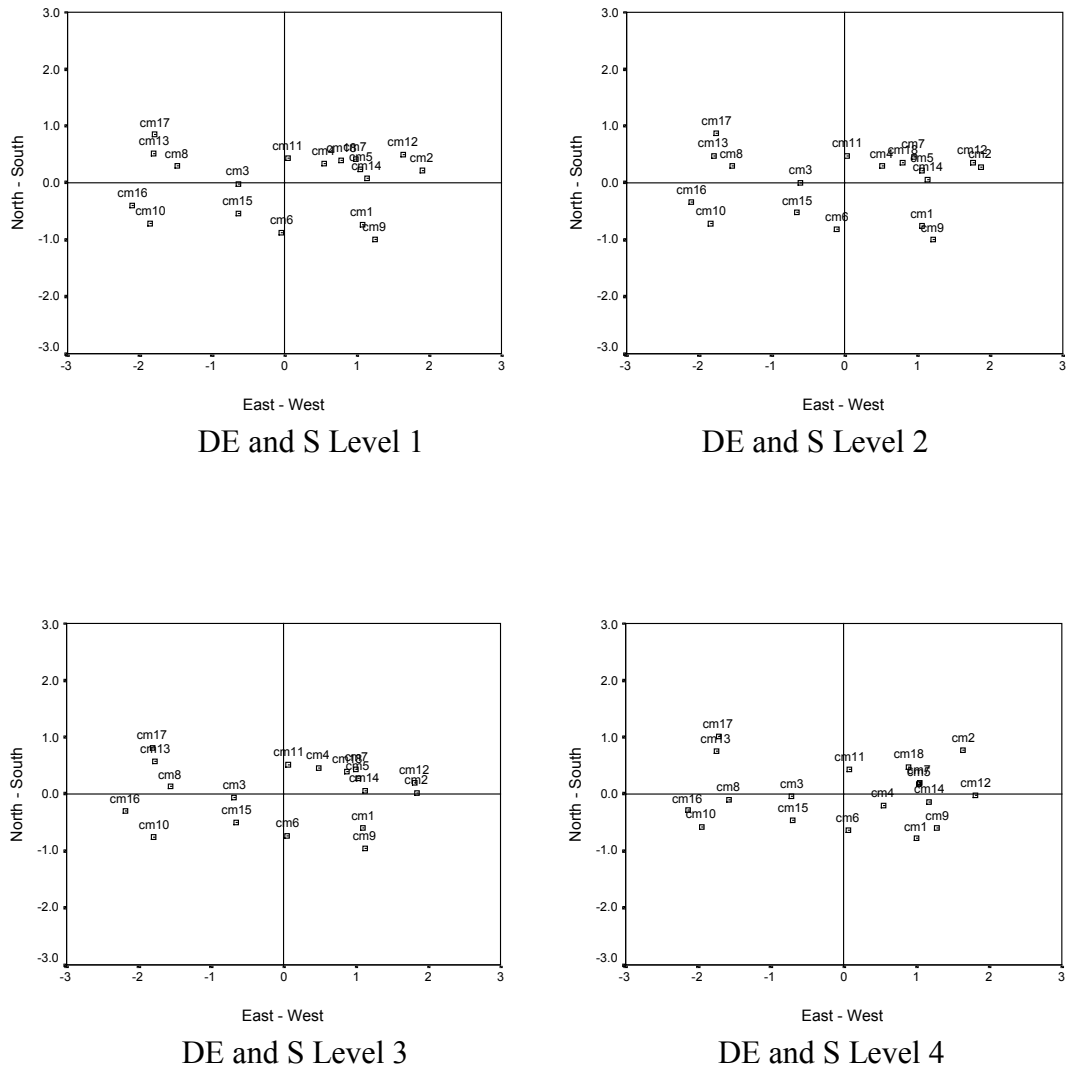 3.0
2.0
1.0
0.0
-1.0
-2.0
-3.0
North - South
cm17
cm13
cm8
cm16
cm10
cm3
cm15
cm11
cm6
cm4
cm18
cm7
cm5
cm14
cm12
cm2
cm1
cm9
-3 -2 -1 0 1 2 3
East - West
DE and S Level 1
3.0
2.0
1.0
0.0
-1.0
-2.0
-3.0
North - South
cm17
cm13
cm8
cm16
cm10
cm3
cm15
cm11
cm6
cm4
cm18
cm7
cm5
cm14
cm12
cm2
cm1
cm9
-3 -2 -1 0 1 2 3
East - West
DE and S Level 2
3.0
2.0
1.0
0.0
-1.0
-2.0
-3.0
North - South
cm17
cm13
cm8
cm16
cm10
cm3
cm15
cm11
cm6
cm4
cm18
cm7
cm5
cm14
cm12
cm2
cm1
cm9
-3 -2 -1 0 1 2 3
East - West
DE and S Level 3
3.0
2.0
1.0
0.0
-1.0
-2.0
-3.0
North - South
cm17
cm13
cm8
cm16
cm10
cm3
cm15
cm11
cm6
cm4
cm18
cm7
cm5
cm14
cm2
cm12
cm1
cm9
-3 -2 -1 0 1 2 3
East - West
DE and S Level 4